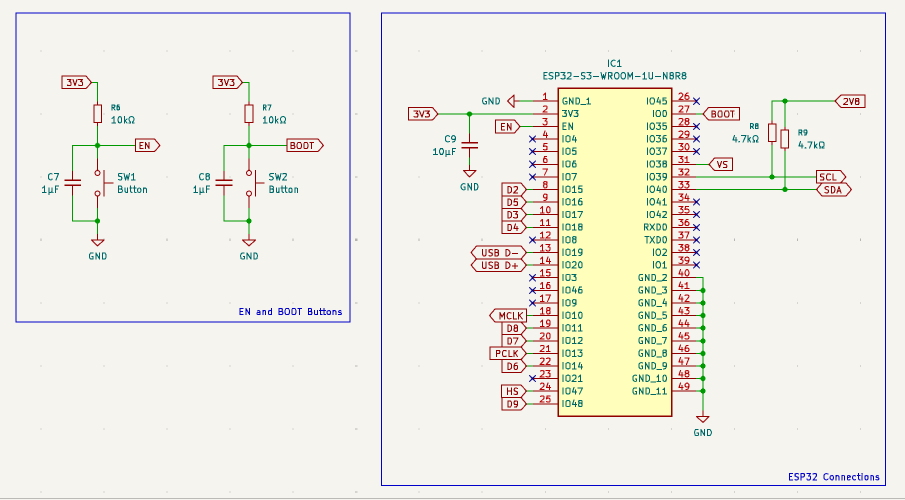 3V3
R6
10kΩ
EN
C7
1µF
SW1
Button
GND
3V3
R7
10kΩ
BOOT
C8
1µF
SW2
Button
GND
EN and BOOT Buttons
IC1
ESP32-S3-WROOM-1U-N8R8
GND
3V3
EN
C9
10µF
GND
D2
D5
D3
D4
USB D-
USB D+
MCLK
D8
D7
PCLK
D6
HS
D9
1 GND_1
2 3V3
3 EN
4 IO4
5 IO5
6 IO6
7 IO7
8 IO15
9 IO16
10 IO17
11 IO18
12 IO8
13 IO19
14 IO20
15 IO3
16 IO46
17 IO9
18 IO10
19 IO11
20 IO12
21 IO13
22 IO14
23 IO21
24 IO47
25 IO48
IO45 26
IO0 27
IO35 28
IO36 29
IO37 30
IO38 31
IO39 32
IO40 33
IO41 34
IO42 35
RXD0 36
TXD0 37
IO2 38
IO1 39
GND_2 40
GND_3 41
GND_4 42
GND_5 43
GND_6 44
GND_7 45
GND_8 46
GND_9 47
GND_10 48
GND_11 49
BOOT
VS
2V8
R8
4.7kΩ
R9
4.7kΩ
SCL
SDA
GND
ESP32 Connections